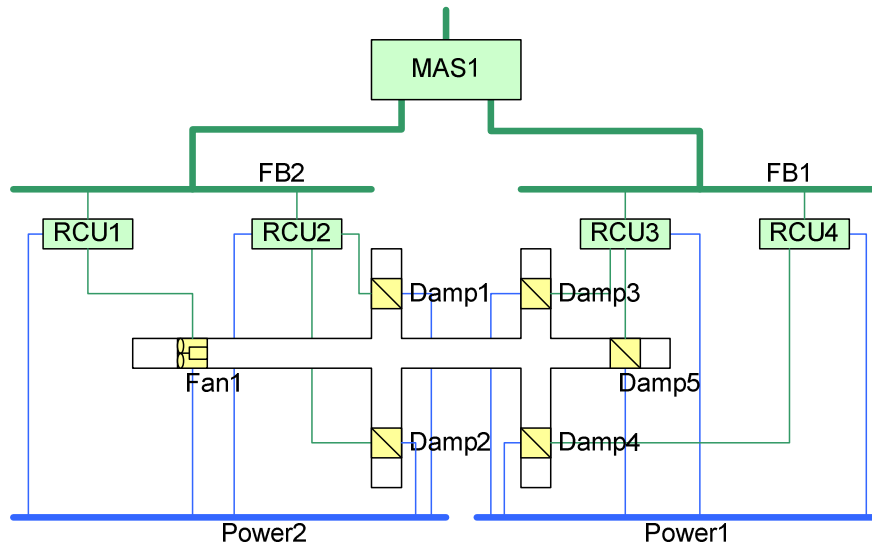 MAS1
FB2
FB1
RCU1
RCU2
RCU3
RCU4
Damp1
Damp3
Fan1
Damp5
Damp2
Damp4
Power2
Power1